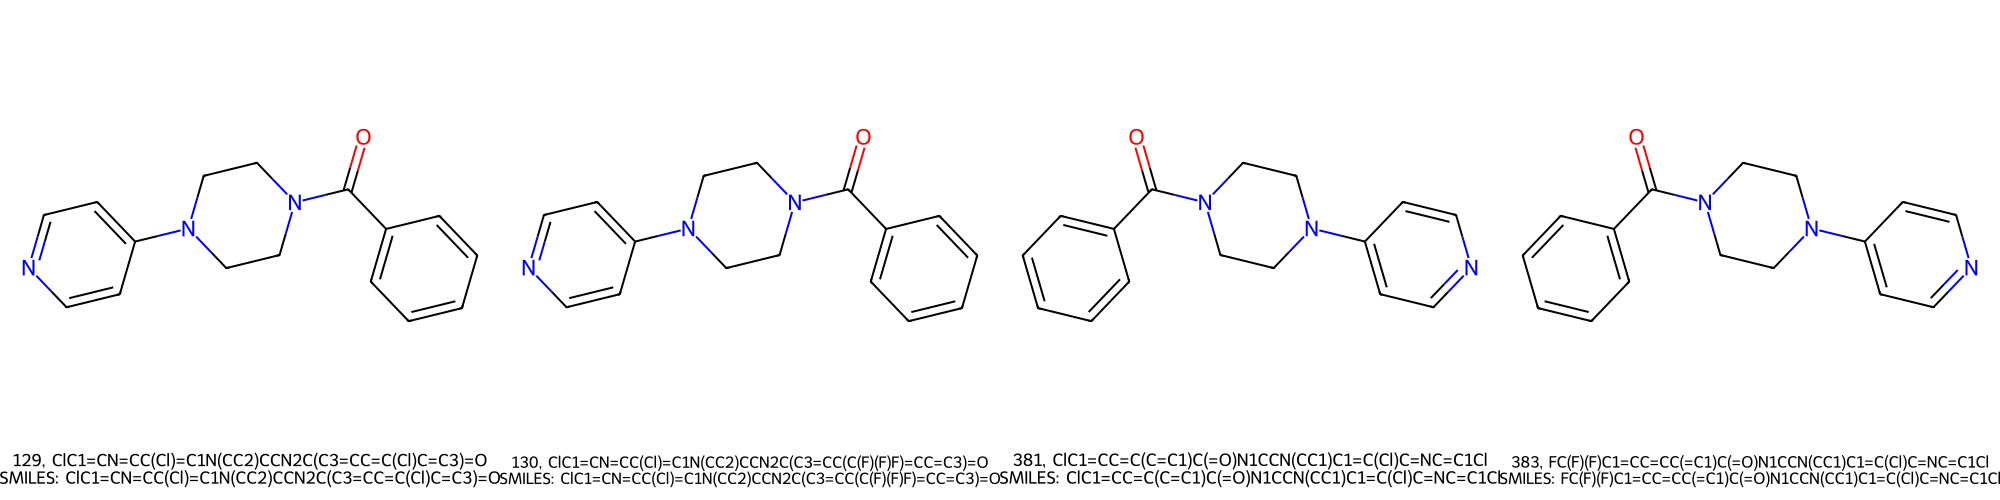 O
O
O
O
N
N
N
N
N
N
N
N
N
N
N
N
129, ClC1=CN=CC(Cl)=C1N(CC2)CCN2C(C3=CC=C(Cl)C=C3)=O
SMILES: ClC1=CN=CC(Cl)=C1N(CC2)CCN2C(C3=CC=C(Cl)C=C3)=O
130, ClC1=CN=CC(Cl)=C1N(CC2)CCN2C(C3=CC(C(F)(F)F)=CC=C3)=O
SMILES: ClC1=CN=CC(Cl)=C1N(CC2)CCN2C(C3=CC(C(F)(F)F)=CC=C3)=O
381, ClC1=CC=C(C=C1)C(=O)N1CCN(CC1)C1=C(Cl)C=NC=C1Cl
SMILES: ClC1=CC=C(C=C1)C(=O)N1CCN(CC1)C1=C(Cl)C=NC=C1Cl
383, FC(F)(F)C1=CC=CC(=C1)C(=O)N1CCN(CC1)C1=C(Cl)C=NC=C1Cl
SMILES: FC(F)(F)C1=CC=CC(=C1)C(=O)N1CCN(CC1)C1=C(Cl)C=NC=C1Cl